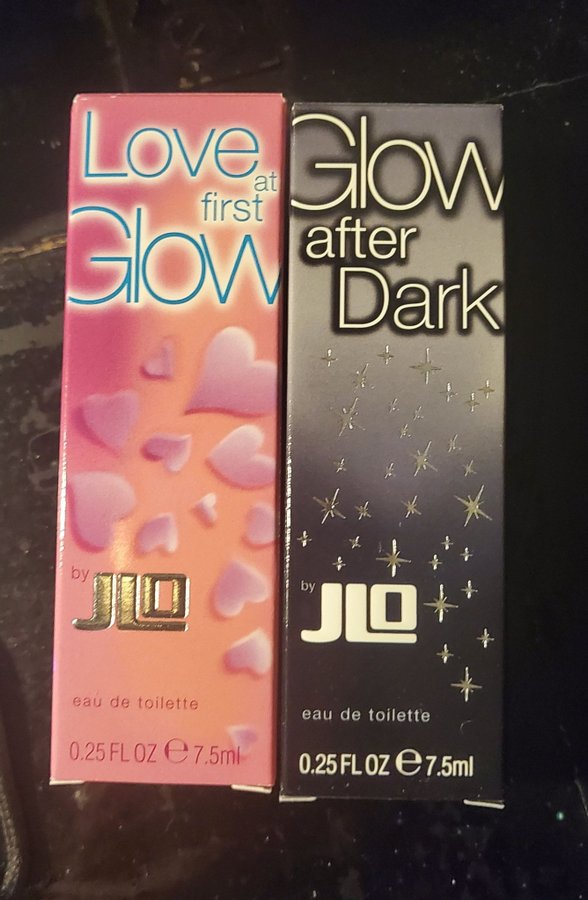 Love
at
first
Glow
by JLO
eau de toilette
0.25 FL OZ ℮ 7.5ml
Glow
after
Dark
by JLO
eau de toilette
0.25 FL OZ ℮ 7.5ml